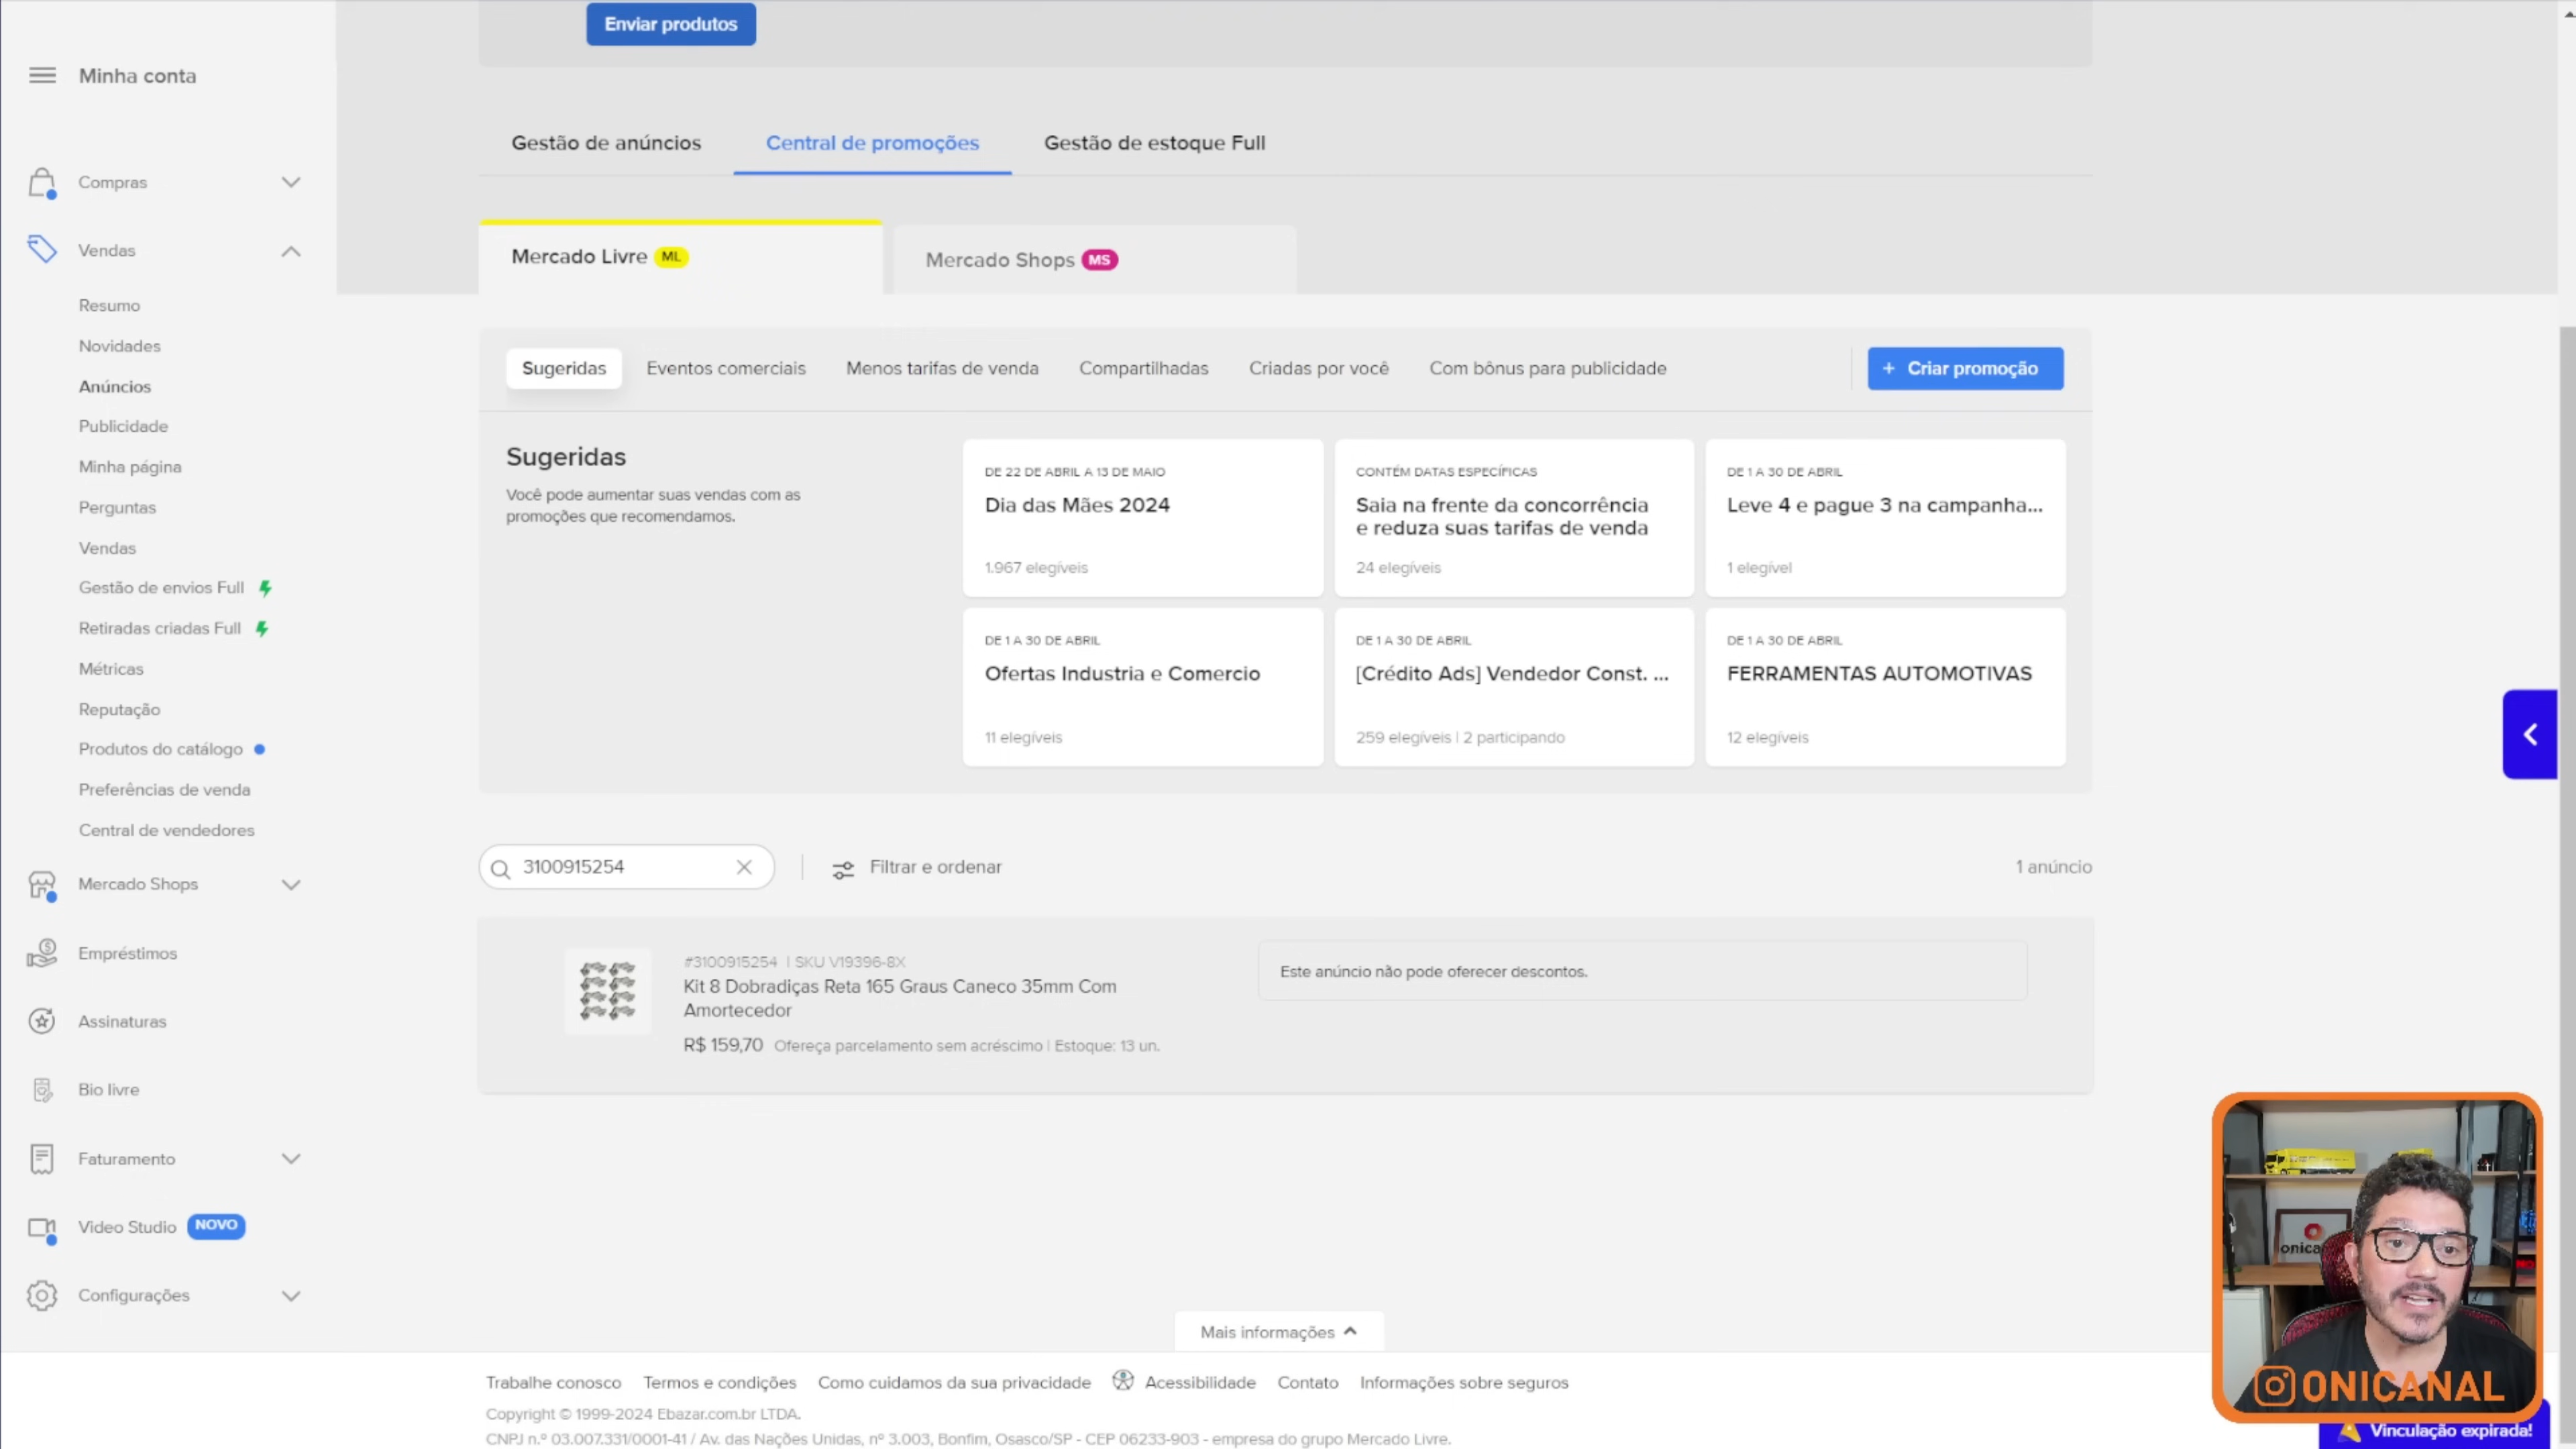 Enviar produtos
Minha conta
Gestão de anúncios
Central de promoções
Gestão de estoque Full
Compras
Vendas
Mercado Livre ML
Mercado Shops MS
Resumo
Novidades
Anúncios
Publicidade
Minha página
Perguntas
Vendas
Gestão de envios Full
Retiradas criadas Full
Métricas
Reputação
Produtos do catálogo
Preferências de venda
Central de vendedores
Mercado Shops
Empréstimos
Assinaturas
Bio livre
Faturamento
Video Studio NOVO
Configurações
Sugeridas
Eventos comerciais
Menos tarifas de venda
Compartilhadas
Criadas por você
Com bônus para publicidade
+ Criar promoção
Sugeridas
Você pode aumentar suas vendas com as
promoções que recomendamos.
DE 22 DE ABRIL A 13 DE MAIO
Dia das Mães 2024
1.967 elegíveis
CONTÉM DATAS ESPECÍFICAS
Saia na frente da concorrência
e reduza suas tarifas de venda
24 elegíveis
DE 1 A 30 DE ABRIL
Leve 4 e pague 3 na campanha...
1 elegível
DE 1 A 30 DE ABRIL
Ofertas Industria e Comercio
11 elegíveis
DE 1 A 30 DE ABRIL
[Crédito Ads] Vendedor Const. ...
259 elegíveis | 2 participando
DE 1 A 30 DE ABRIL
FERRAMENTAS AUTOMOTIVAS
12 elegíveis
3100915254
Filtrar e ordenar
1 anúncio
#3100915254 | SKU V19396-8X
Kit 8 Dobradiças Reta 165 Graus Caneco 35mm Com
Amortecedor
R$ 159,70 Ofereça parcelamento sem acréscimo | Estoque: 13 un.
Este anúncio não pode oferecer descontos.
Mais informações
Trabalhe conosco
Termos e condições
Como cuidamos da sua privacidade
Acessibilidade
Contato
Informações sobre seguros
Copyright © 1999-2024 Ebazar.com.br LTDA.
CNPJ n.º 03.007.331/0001-41 / Av. das Nações Unidas, nº 3.003, Bonfim, Osasco/SP - CEP 06233-903 - empresa do grupo Mercado Livre.
onica
ONICANAL
Vinculação expirada!